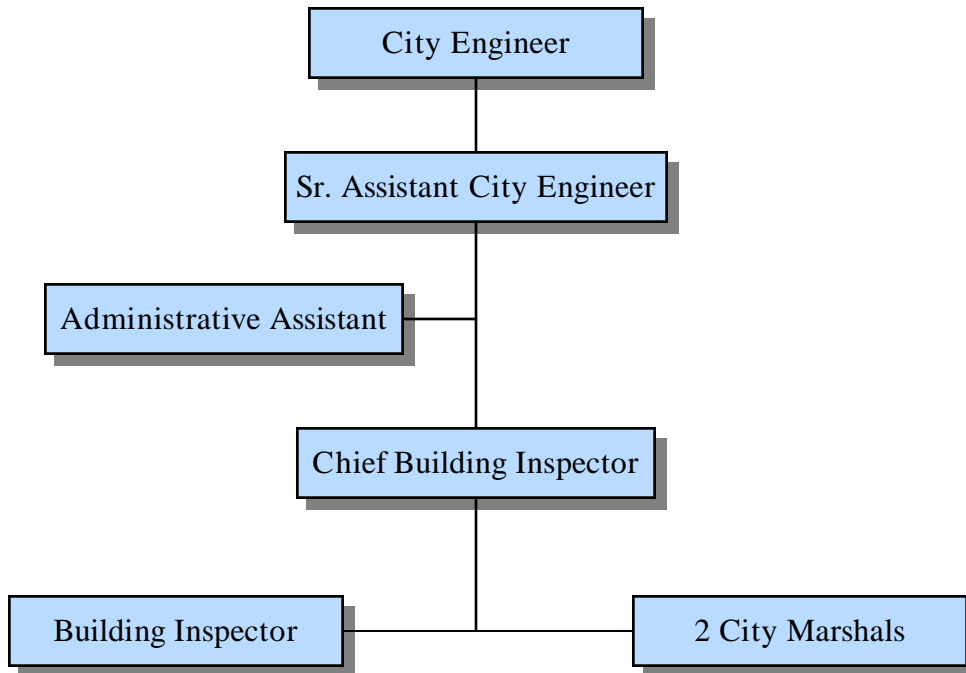 City Engineer
Sr. Assistant City Engineer
Administrative Assistant
Chief Building Inspector
Building Inspector
2 City Marshals